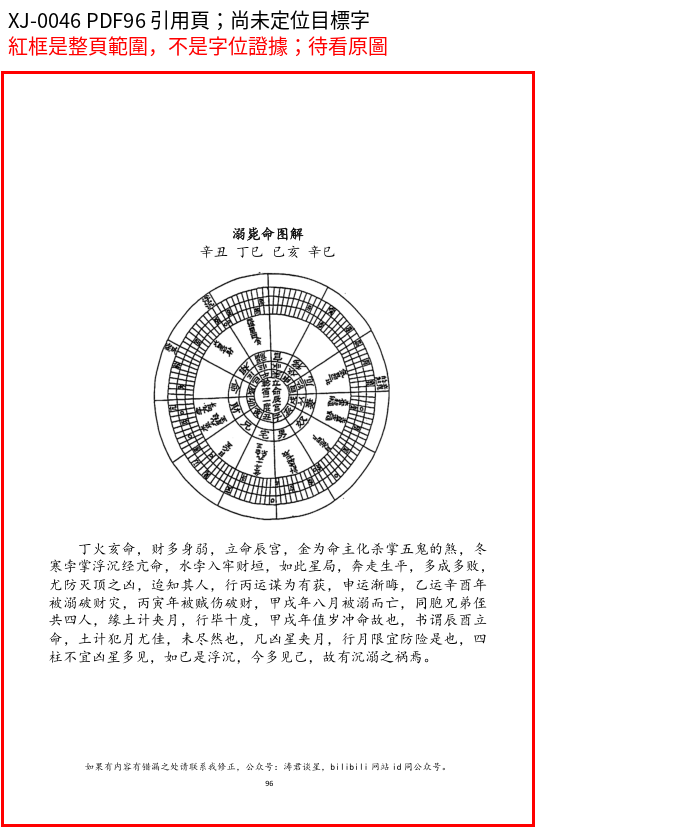 XJ-0046 PDF96 引用頁；尚未定位目標字
紅框是整頁範圍，不是字位證據；待看原圖
溺毙命图解
辛丑 丁巳 己亥 辛巳
官
男
宅
奴
丁火亥命，财多身弱，立命辰宫，金为命主化杀掌五鬼的煞，冬
寒孛掌浮沉经亢命，水孛入牢财垣，如此星局，奔走生平，多成多败，
尤防灭顶之凶，迨知其人，行丙运谋为有获，申运渐晦，乙运辛酉年
被溺破财灾，丙寅年被贼伤破财，甲戌年八月被溺而亡，同胞兄弟侄
共四人，缘土计夹月，行毕十度，甲戌年值岁冲命故也，书谓辰酉立
命，土计犯月尤佳，未尽然也，凡凶星夹月，行月限宜防险是也，四
柱不宜凶星多见，如巳是浮沉，今多见己，故有沉溺之祸焉。
如果有内容有错漏之处请联系我修正，公众号：涛君谈星，bilibili 网站 id 同公众号。
96